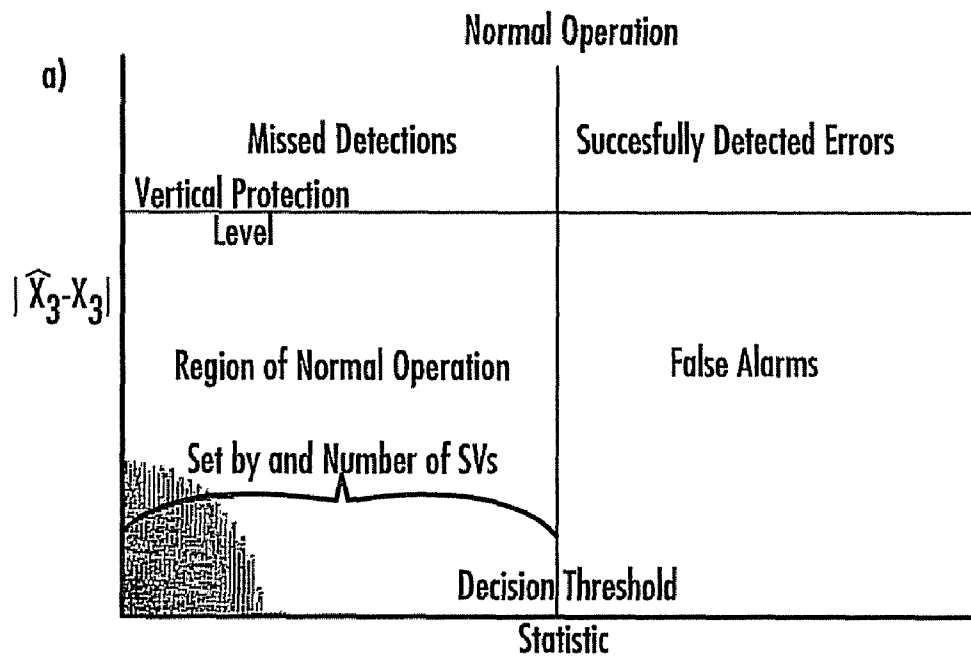 Normal Operation
a)
Missed Detections
Succesfully Detected Errors
Vertical Protection
Level
| X̂3-X3|
Region of Normal Operation
False Alarms
Set by and Number of SVs
Decision Threshold
Statistic